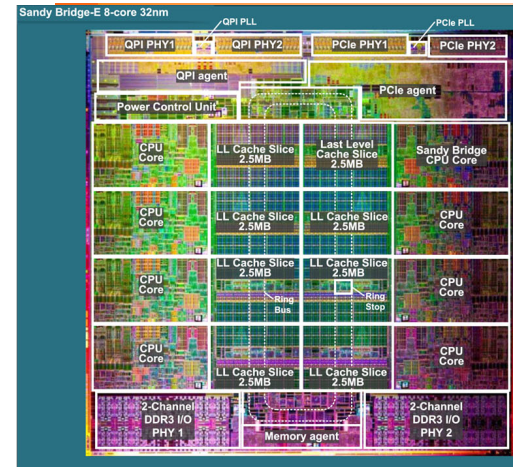 Sandy Bridge-E 8-core 32nm
QPI PLL
PCIe PLL
QPI PHY1
QPI PHY2
PCIe PHY1
PCIe PHY2
QPI agent
PCIe agent
Power Control Unit
CPU
Core
LL Cache Slice
2.5MB
Last Level
Cache Slice
2.5MB
Sandy Bridge
CPU Core
CPU
Core
LL Cache Slice
2.5MB
LL Cache Slice
2.5MB
CPU
Core
CPU
Core
LL Cache Slice
2.5MB
LL Cache Slice
2.5MB
CPU
Core
Ring
Bus
Ring
Stop
CPU
Core
LL Cache Slice
2.5MB
LL Cache Slice
2.5MB
CPU
Core
2-Channel
DDR3 I/O
PHY 1
Memory agent
2-Channel
DDR3 I/O
PHY 2